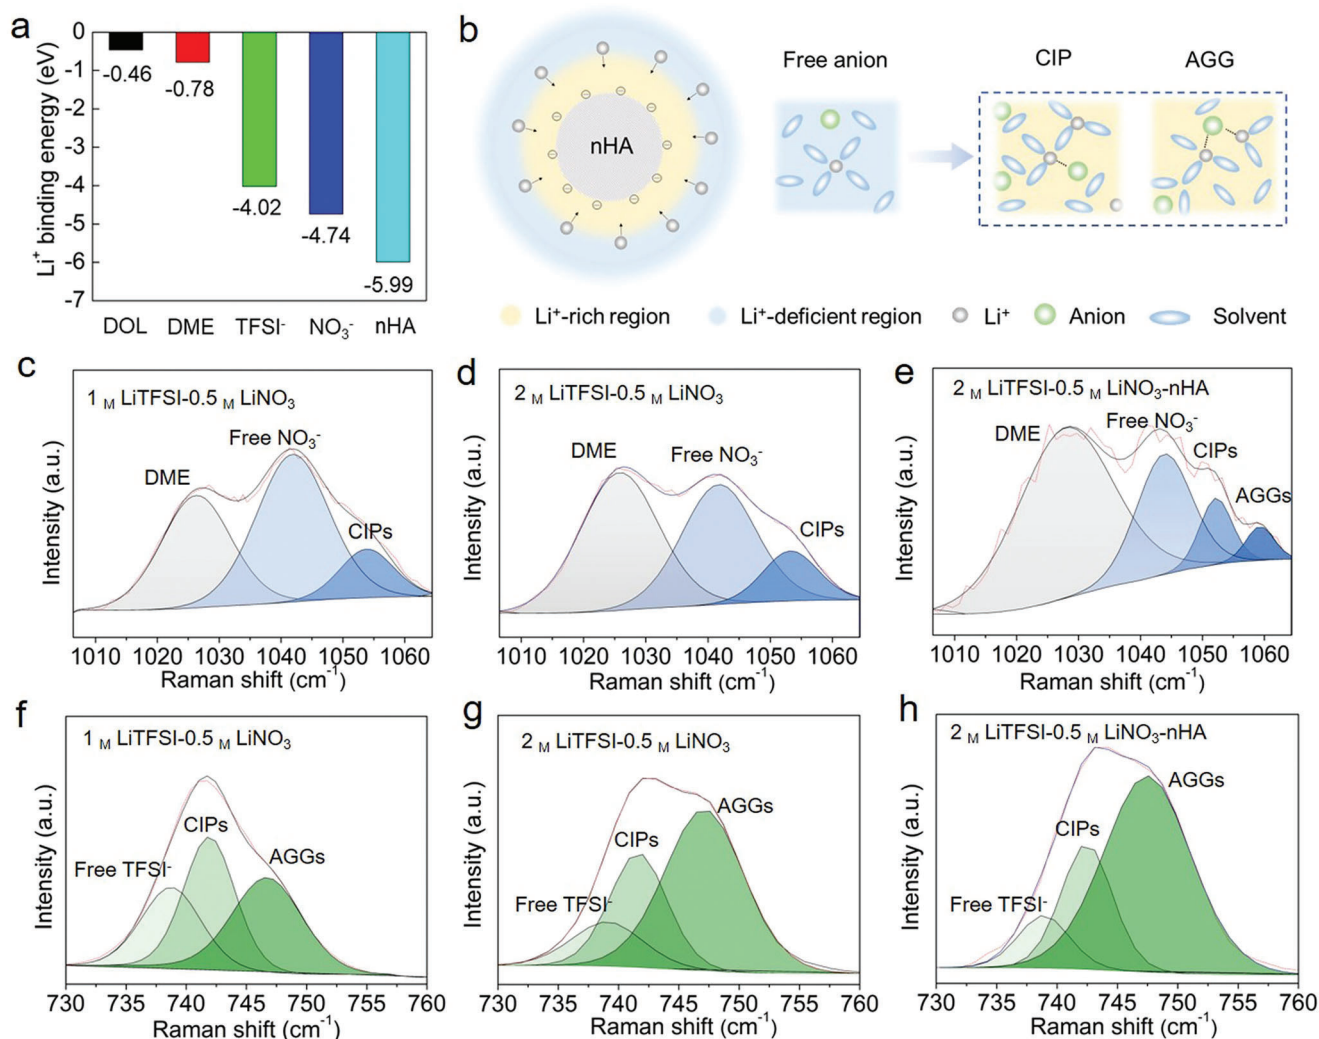 a
Li⁺ binding energy (eV)
0
-1
-2
-3
-4
-5
-6
-7
-0.46
-0.78
-4.02
-4.74
-5.99
DOL DME TFSI⁻ NO₃⁻ nHA
b
nHA
Free anion
CIP
AGG
Li⁺-rich region Li⁺-deficient region Li⁺ Anion Solvent
c
1 M LiTFSI-0.5 M LiNO₃
Free NO₃⁻
DME
CIPs
Intensity (a.u.)
1010 1020 1030 1040 1050 1060
Raman shift (cm⁻¹)
d
2 M LiTFSI-0.5 M LiNO₃
DME
Free NO₃⁻
CIPs
Intensity (a.u.)
1010 1020 1030 1040 1050 1060
Raman shift (cm⁻¹)
e
2 M LiTFSI-0.5 M LiNO₃-nHA
DME
Free NO₃⁻
CIPs
AGGs
Intensity (a.u.)
1010 1020 1030 1040 1050 1060
Raman shift (cm⁻¹)
f
1 M LiTFSI-0.5 M LiNO₃
CIPs
Free TFSI⁻
AGGs
Intensity (a.u.)
730 735 740 745 750 755 760
Raman shift (cm⁻¹)
g
2 M LiTFSI-0.5 M LiNO₃
AGGs
CIPs
Free TFSI⁻
Intensity (a.u.)
730 735 740 745 750 755 760
Raman shift (cm⁻¹)
h
2 M LiTFSI-0.5 M LiNO₃-nHA
AGGs
CIPs
Free TFSI⁻
Intensity (a.u.)
730 735 740 745 750 755 760
Raman shift (cm⁻¹)